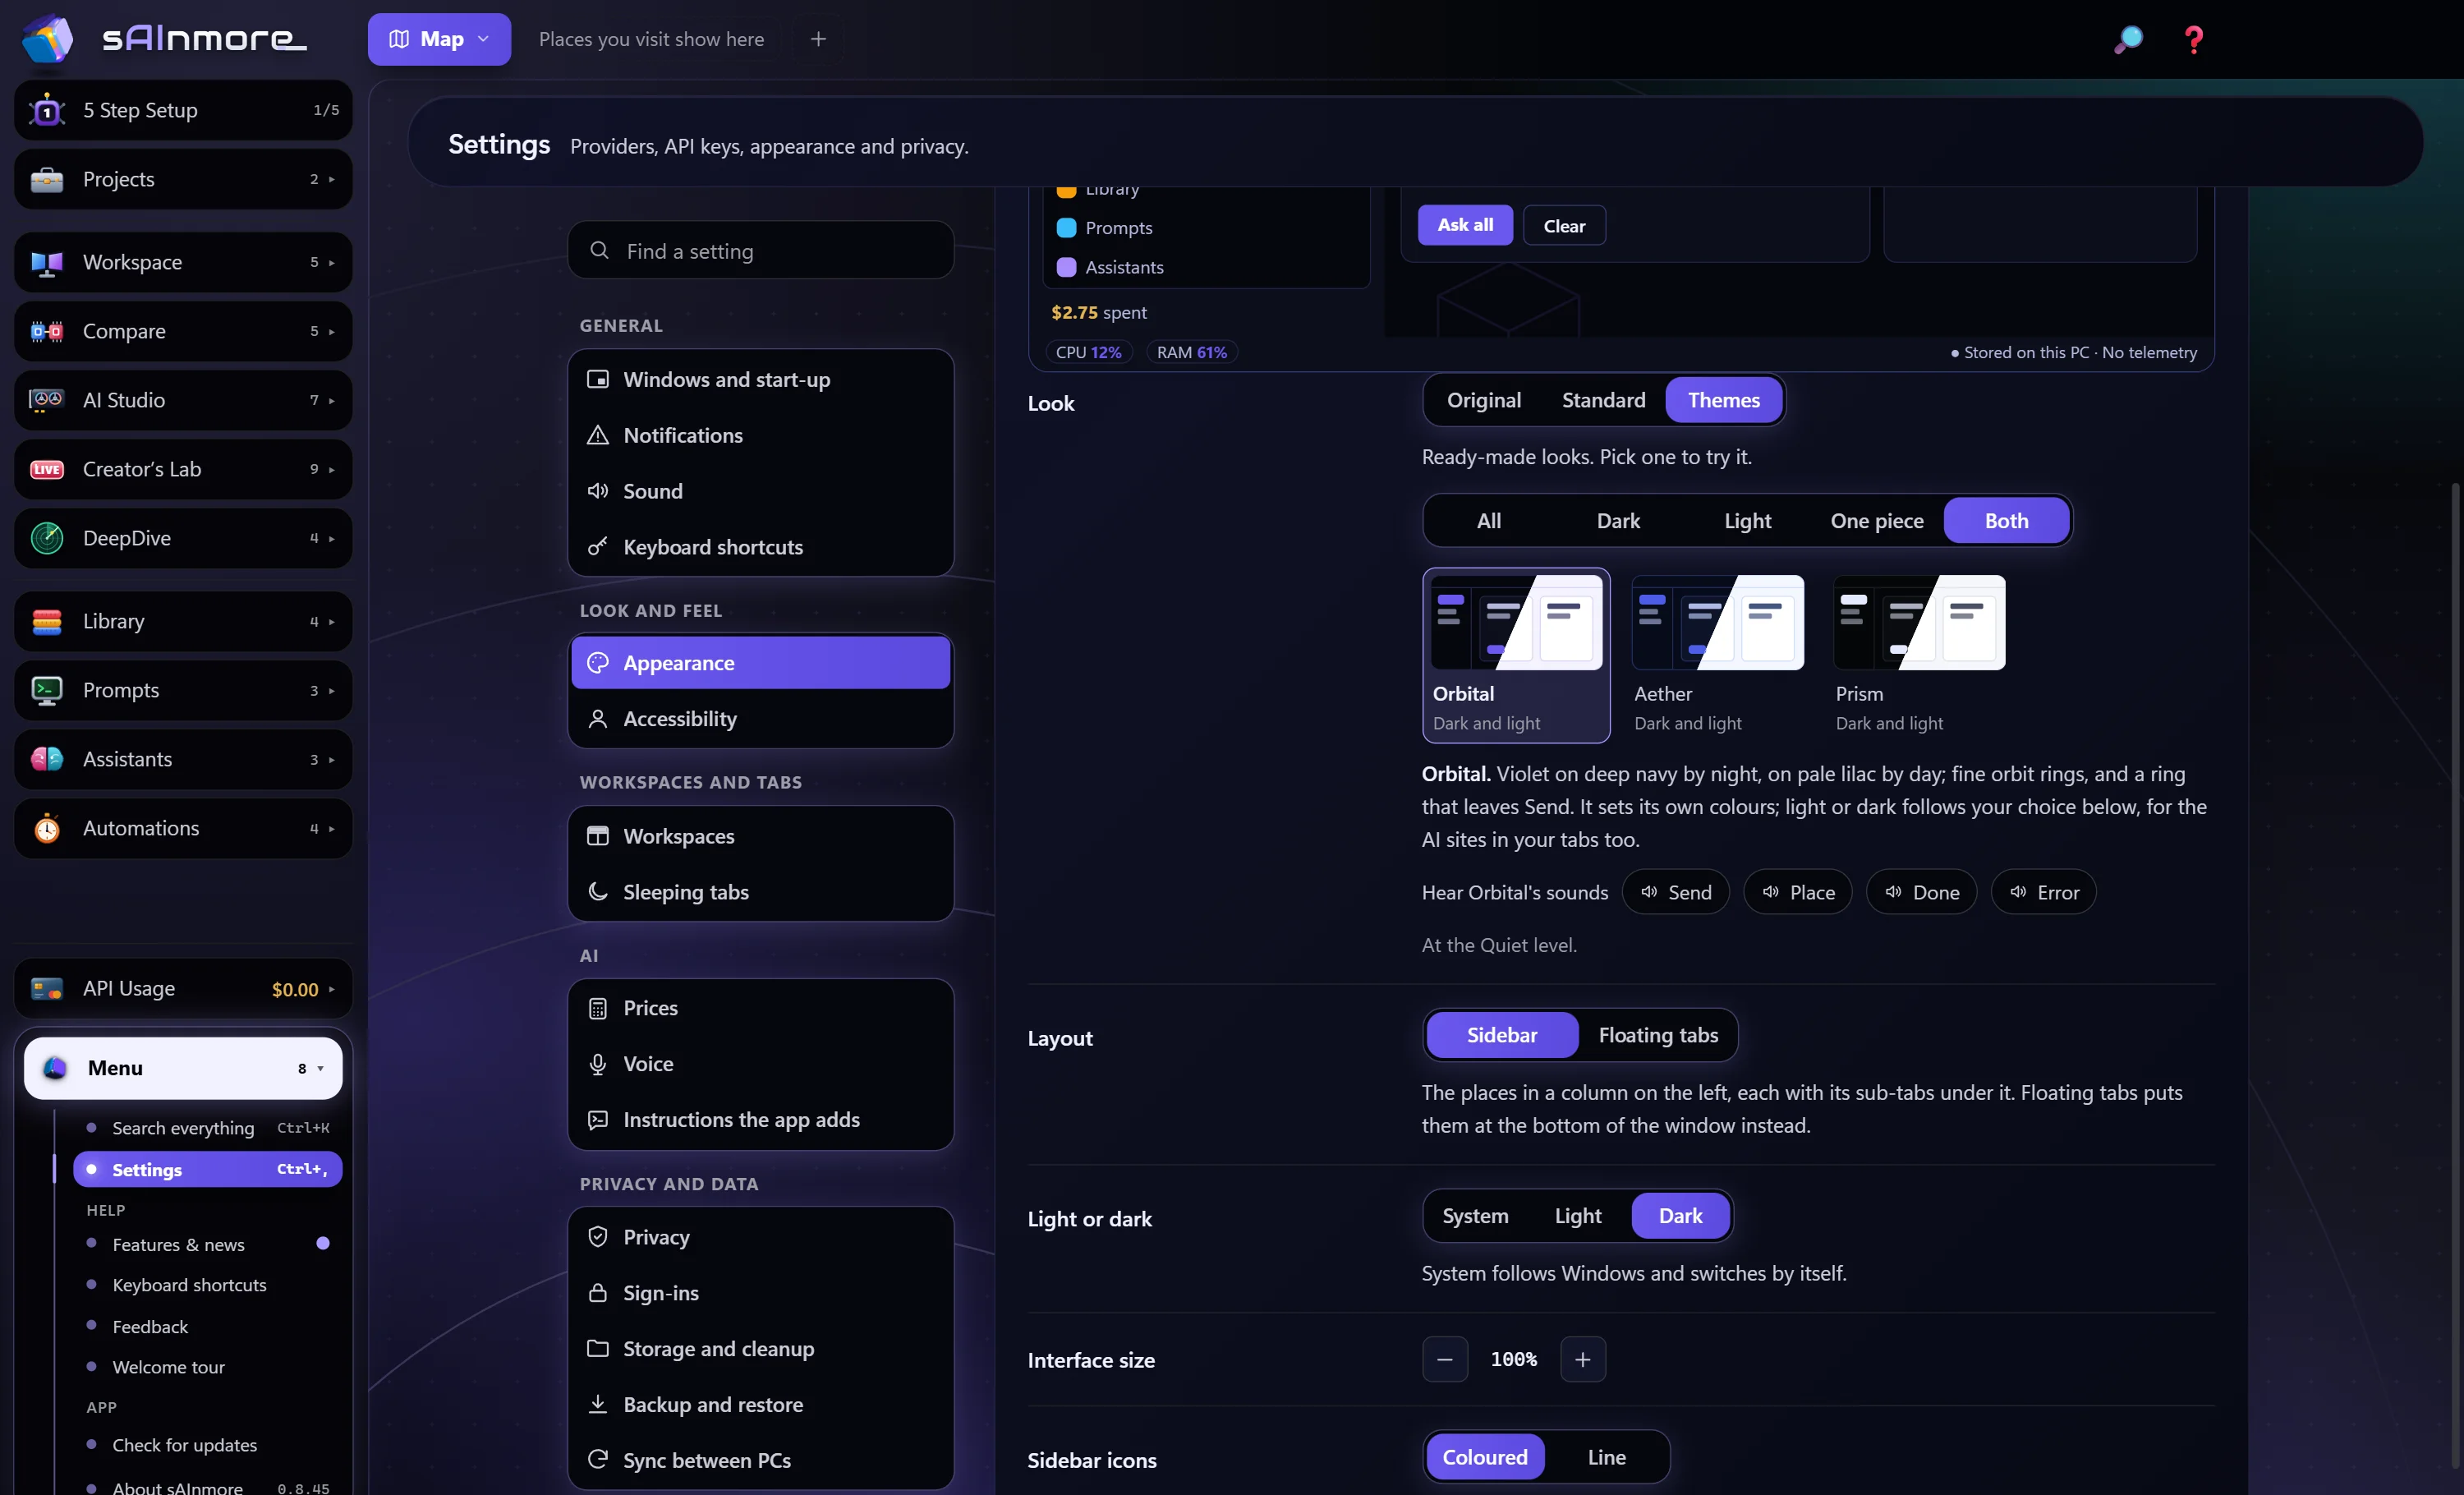 sAInmore_
Map
Places you visit show here
5 Step Setup 1/5
Projects 2
Workspace 5
Compare 5
AI Studio 7
LIVE Creator's Lab 9
DeepDive 4
Library 4
Prompts 3
Assistants 3
Automations 4
API Usage $0.00
Menu 8
Search everything Ctrl+K
Settings Ctrl+,
HELP
Features & news
Keyboard shortcuts
Feedback
Welcome tour
APP
Check for updates
About sAInmore 0.8.45
Settings Providers, API keys, appearance and privacy.
Find a setting
GENERAL
Windows and start-up
Notifications
Sound
Keyboard shortcuts
LOOK AND FEEL
Appearance
Accessibility
WORKSPACES AND TABS
Workspaces
Sleeping tabs
AI
Prices
Voice
Instructions the app adds
PRIVACY AND DATA
Privacy
Sign-ins
Storage and cleanup
Backup and restore
Sync between PCs
Library
Prompts
Assistants
$2.75 spent
CPU 12% RAM 61%
Ask all Clear
Stored on this PC · No telemetry
Look
Original Standard Themes
Ready-made looks. Pick one to try it.
All Dark Light One piece Both
Orbital
Dark and light
Aether
Dark and light
Prism
Dark and light
Orbital. Violet on deep navy by night, on pale lilac by day; fine orbit rings, and a ring
that leaves Send. It sets its own colours; light or dark follows your choice below, for the
AI sites in your tabs too.
Hear Orbital's sounds Send Place Done Error
At the Quiet level.
Layout
Sidebar Floating tabs
The places in a column on the left, each with its sub-tabs under it. Floating tabs puts
them at the bottom of the window instead.
Light or dark
System Light Dark
System follows Windows and switches by itself.
Interface size
− 100% +
Sidebar icons
Coloured Line